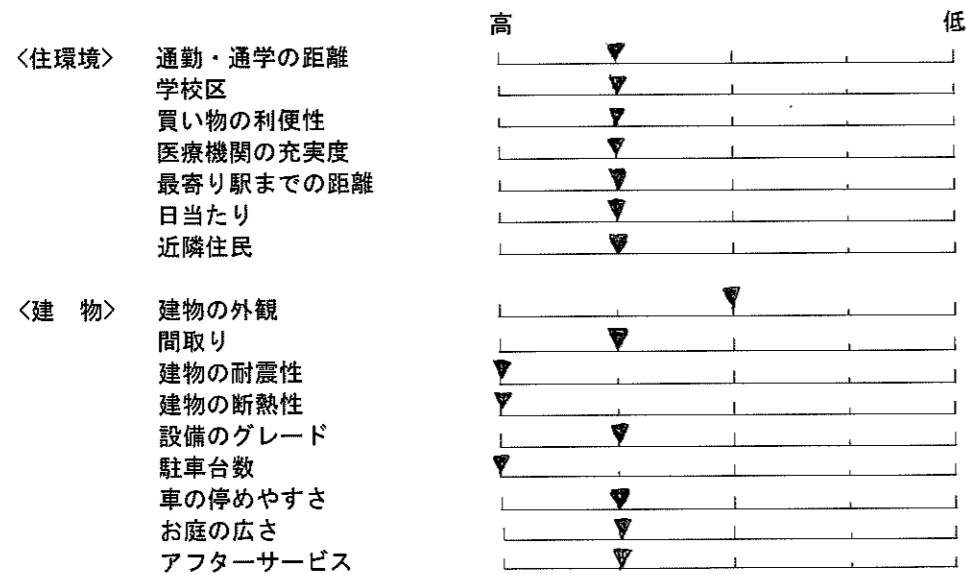 高 低
〈住環境〉 通勤・通学の距離
学校区
買い物の利便性
医療機関の充実度
最寄り駅までの距離
日当たり
近隣住民
〈建 物〉 建物の外観
間取り
建物の耐震性
建物の断熱性
設備のグレード
駐車台数
車の停めやすさ
お庭の広さ
アフターサービス